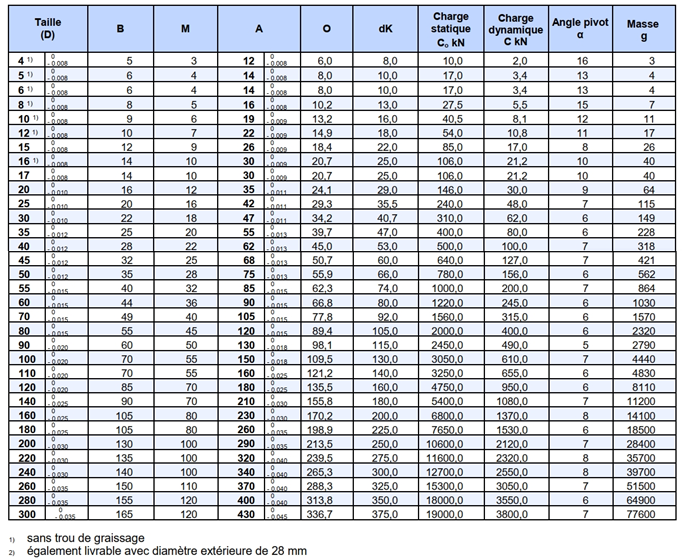 Taille (D) B M A O dK Charge statique C₀ kN Charge dynamique C kN Angle pivot α Masse g
4 ¹⁾ 0 - 0.008 5 3 12 0 - 0.008 6,0 8,0 10,0 2,0 16 3
5 ¹⁾ 0 - 0.008 6 4 14 0 - 0.008 8,0 10,0 17,0 3,4 13 4
6 ¹⁾ 0 - 0.008 6 4 14 0 - 0.008 8,0 10,0 17,0 3,4 13 4
8 ¹⁾ 0 - 0.008 8 5 16 0 - 0.008 10,2 13,0 27,5 5,5 15 7
10 ¹⁾ 0 - 0.008 9 6 19 0 - 0.009 13,2 16,0 40,5 8,1 12 11
12 ¹⁾ 0 - 0.008 10 7 22 0 - 0.009 14,9 18,0 54,0 10,8 11 17
15 0 - 0.008 12 9 26 0 - 0.009 18,4 22,0 85,0 17,0 8 26
16 ¹⁾ 0 - 0.008 14 10 30 0 - 0.009 20,7 25,0 106,0 21,2 10 40
17 0 - 0.008 14 10 30 0 - 0.009 20,7 25,0 106,0 21,2 10 40
20 0 - 0.010 16 12 35 0 - 0.011 24,1 29,0 146,0 30,0 9 64
25 0 - 0.010 20 16 42 0 - 0.011 29,3 35,5 240,0 48,0 7 115
30 0 - 0.010 22 18 47 0 - 0.011 34,2 40,7 310,0 62,0 6 149
35 0 - 0.012 25 20 55 0 - 0.013 39,7 47,0 400,0 80,0 6 228
40 0 - 0.012 28 22 62 0 - 0.013 45,0 53,0 500,0 100,0 7 318
45 0 - 0.012 32 25 68 0 - 0.013 50,7 60,0 640,0 127,0 7 421
50 0 - 0.012 35 28 75 0 - 0.013 55,9 66,0 780,0 156,0 6 562
55 0 - 0.015 40 32 85 0 - 0.015 62,3 74,0 1000,0 200,0 7 864
60 0 - 0.015 44 36 90 0 - 0.015 66,8 80,0 1220,0 245,0 6 1030
70 0 - 0.015 49 40 105 0 - 0.015 77,8 92,0 1560,0 315,0 6 1570
80 0 - 0.015 55 45 120 0 - 0.015 89,4 105,0 2000,0 400,0 6 2320
90 0 - 0.020 60 50 130 0 - 0.018 98,1 115,0 2450,0 490,0 5 2790
100 0 - 0.020 70 55 150 0 - 0.018 109,5 130,0 3050,0 610,0 7 4440
110 0 - 0.020 70 55 160 0 - 0.025 121,2 140,0 3250,0 655,0 6 4830
120 0 - 0.020 85 70 180 0 - 0.025 135,5 160,0 4750,0 950,0 6 8110
140 0 - 0.025 90 70 210 0 - 0.030 155,8 180,0 5400,0 1080,0 7 11200
160 0 - 0.025 105 80 230 0 - 0.030 170,2 200,0 6800,0 1370,0 8 14100
180 0 - 0.025 105 80 260 0 - 0.035 198,9 225,0 7650,0 1530,0 6 18500
200 0 - 0.030 130 100 290 0 - 0.035 213,5 250,0 10600,0 2120,0 7 28400
220 0 - 0.030 135 100 320 0 - 0.040 239,5 275,0 11600,0 2320,0 8 35700
240 0 - 0.030 140 100 340 0 - 0.040 265,3 300,0 12700,0 2550,0 8 39700
260 0 - 0.035 150 110 370 0 - 0.040 288,3 325,0 15300,0 3050,0 7 51500
280 0 - 0.035 155 120 400 0 - 0.040 313,8 350,0 18000,0 3550,0 6 64900
300 0 - 0.035 165 120 430 0 - 0.045 336,7 375,0 19000,0 3800,0 7 77600
1) sans trou de graissage
2) également livrable avec diamètre extérieure de 28 mm